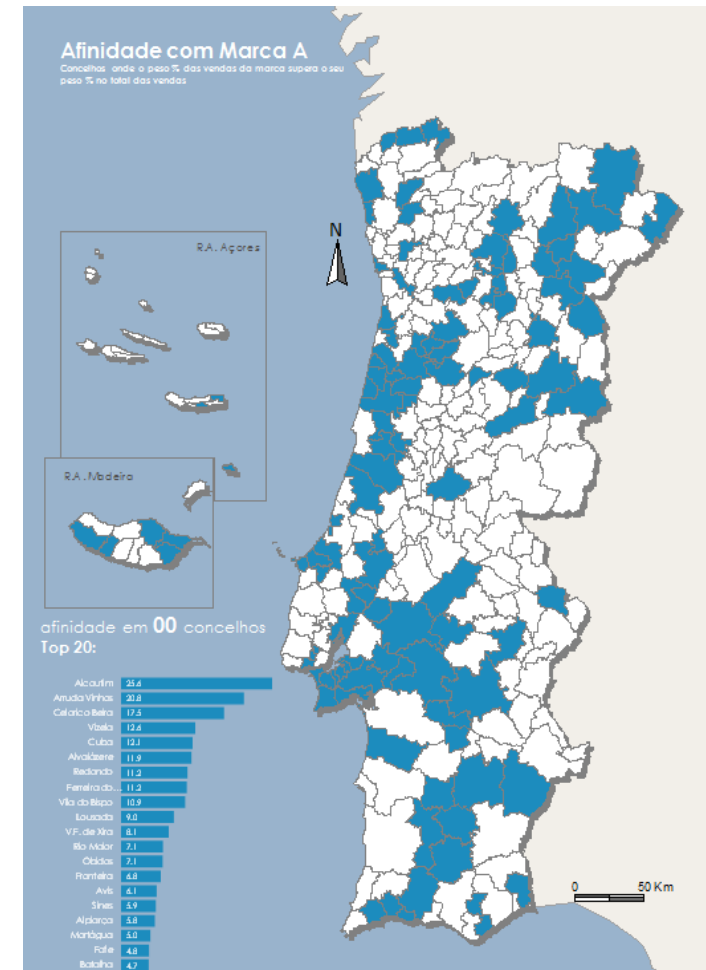 Afinidade com Marca A
Concelhos onde o peso % das vendas da marca supera o seu
peso % no total das vendas
N
R.A. Açores
R.A. Madeira
afinidade em 00 concelhos
Top 20:
Alcoutim 25.6
Arruda Vinhas 20.8
Celorico Beira 17.5
Vizela 12.6
Cuba 12.1
Alvaiázere 11.9
Redondo 11.2
Ferreira do... 11.2
Vila do Bispo 10.9
Lousada 9.0
V.F. de Xira 8.1
Rio Maior 7.1
Óbidos 7.1
Fronteira 6.8
Avis 6.1
Sines 5.9
Alpiarça 5.8
Mortágua 5.0
Fafe 4.8
Batalha 4.7
0 50 Km